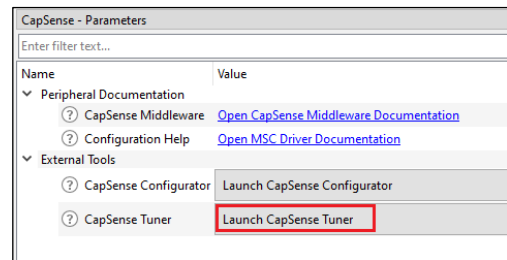 CapSense - Parameters
Enter filter text...
Name Value
Peripheral Documentation
? CapSense Middleware Open CapSense Middleware Documentation
? Configuration Help Open MSC Driver Documentation
External Tools
? CapSense Configurator Launch CapSense Configurator
? CapSense Tuner Launch CapSense Tuner